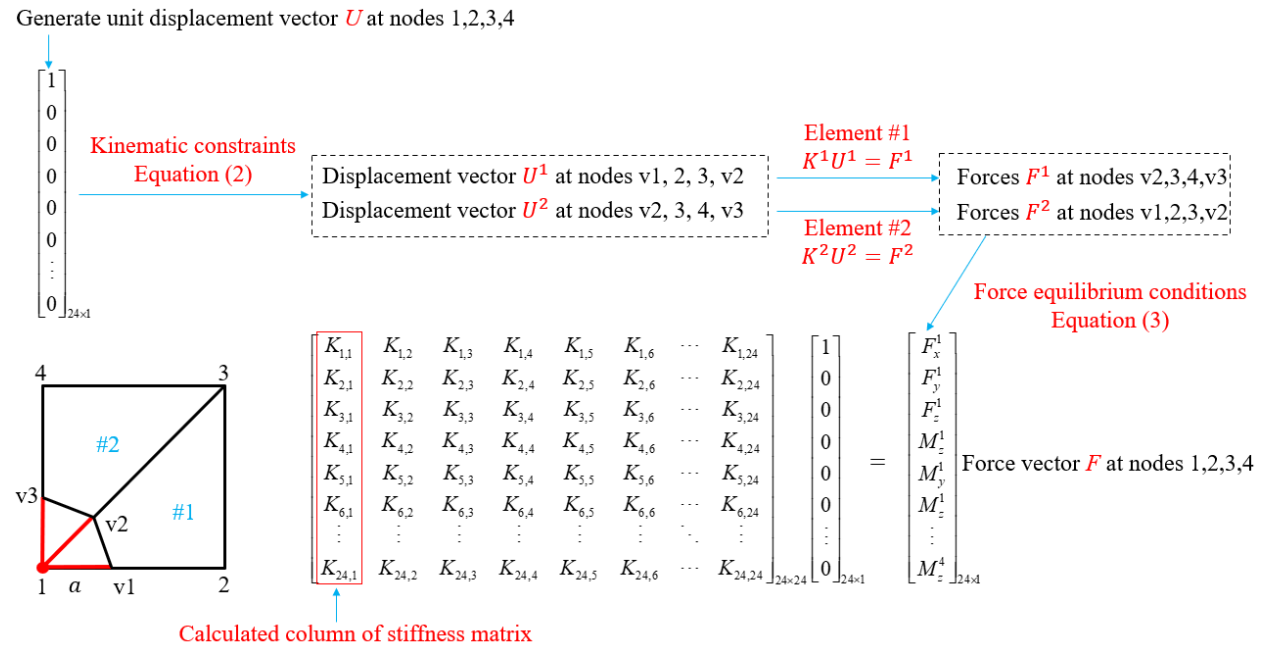 Generate unit displacement vector U at nodes 1,2,3,4
1
0
0
0
0
0
⋮
0
24×1
Kinematic constraints
Equation (2)
Displacement vector U¹ at nodes v1, 2, 3, v2
Displacement vector U² at nodes v2, 3, 4, v3
Element #1
K¹U¹ = F¹
Element #2
K²U² = F²
Forces F¹ at nodes v2,3,4,v3
Forces F² at nodes v1,2,3,v2
Force equilibrium conditions
Equation (3)
4 3
#2
v3
#1
v2
1 a v1 2
K1,1 K1,2 K1,3 K1,4 K1,5 K1,6 ⋯ K1,24
K2,1 K2,2 K2,3 K2,4 K2,5 K2,6 ⋯ K2,24
K3,1 K3,2 K3,3 K3,4 K3,5 K3,6 ⋯ K3,24
K4,1 K4,2 K4,3 K4,4 K4,5 K4,6 ⋯ K4,24
K5,1 K5,2 K5,3 K5,4 K5,5 K5,6 ⋯ K5,24
K6,1 K6,2 K6,3 K6,4 K6,5 K6,6 ⋯ K6,24
⋮ ⋮ ⋮ ⋮ ⋮ ⋮ ⋱ ⋮
K24,1 K24,2 K24,3 K24,4 K24,5 K24,6 ⋯ K24,24
24×24
1
0
0
0
0
0
⋮
0
24×1
=
F¹x
F¹y
F¹z
M¹z
M¹y
M¹z
⋮
M⁴z
24×1
Force vector F at nodes 1,2,3,4
Calculated column of stiffness matrix